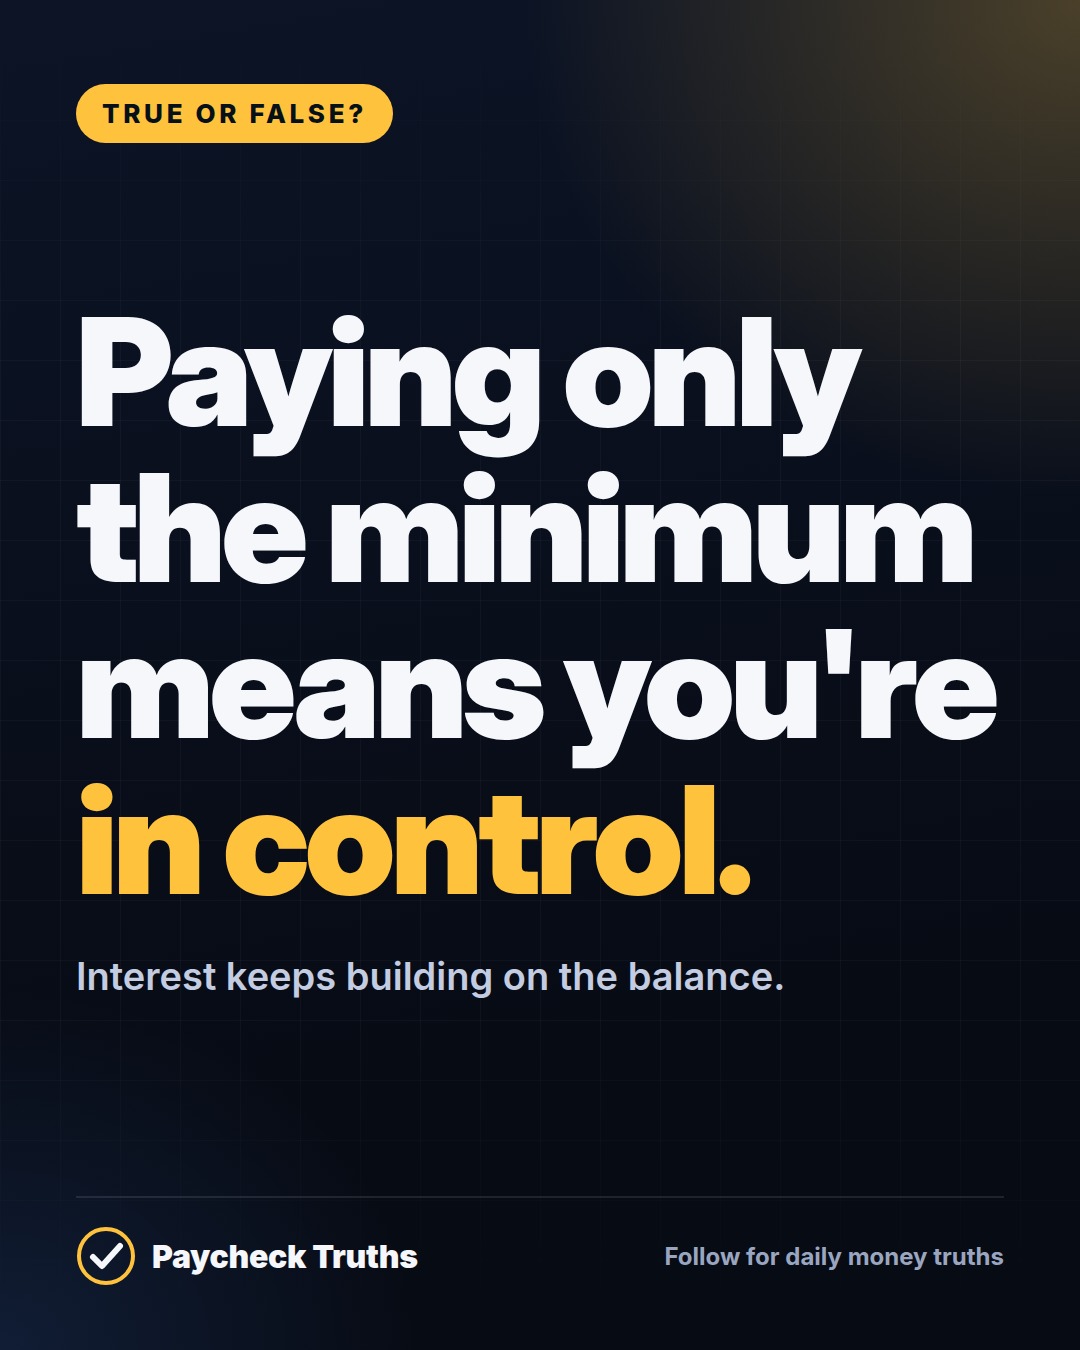 TRUE OR FALSE?
Paying only
the minimum
means you're
in control.
Interest keeps building on the balance.
Paycheck Truths
Follow for daily money truths